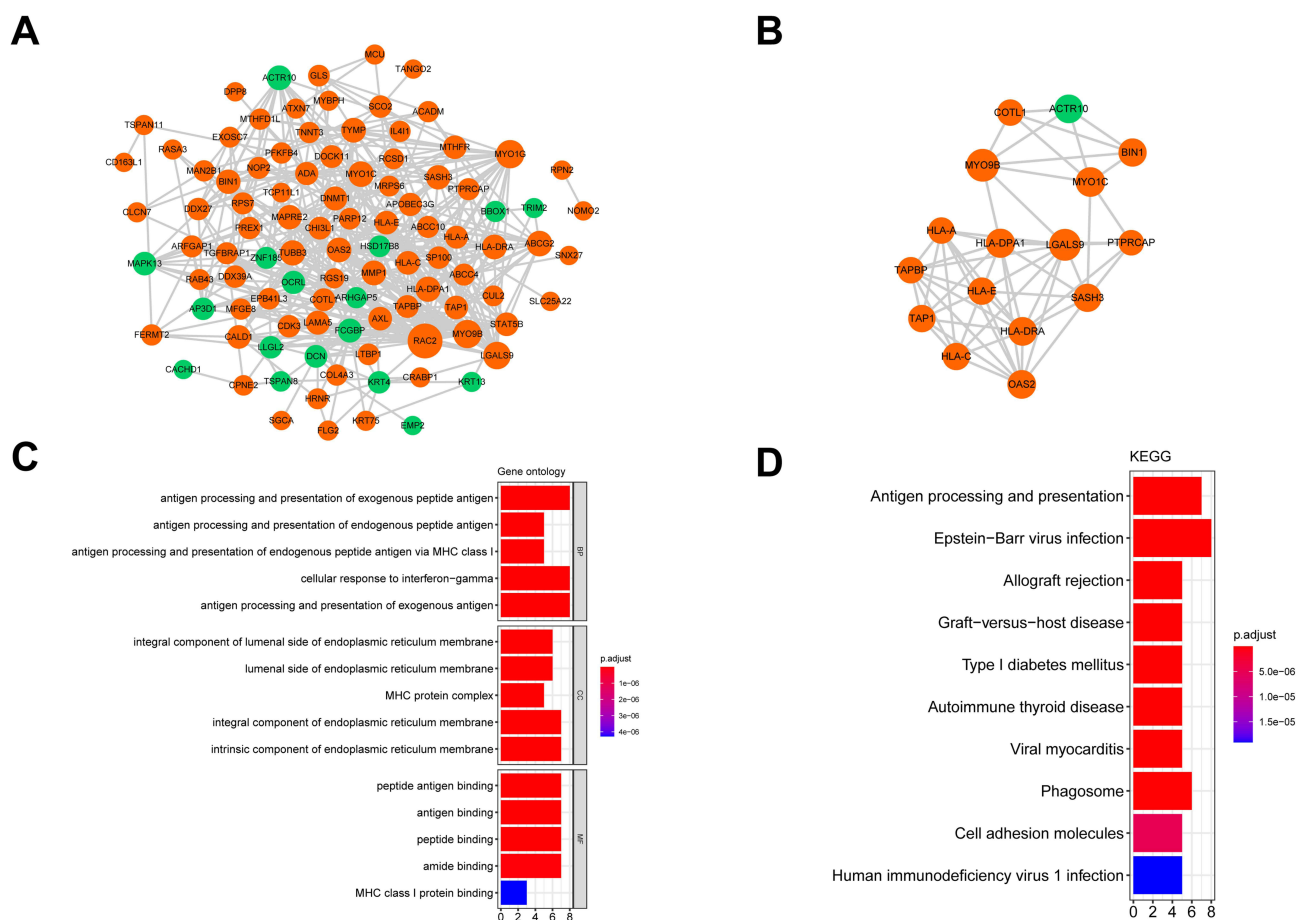 A
B
MCU
ACTR10
GLS
TANGO2
DPP8
MYBPH
SCO2
ATXN7
ACADM
MTHFD1L
TSPAN11
TNNT3
TYMP
IL4I1
EXOSC7
MTHFR
RASA3
PFKFB4
DOCK11
RCSD1
MYO1G
CD163L1
MAN2B1
NOP2
ADA
MYO1C
SASH3
RPN2
BIN1
MRPS6
PTPRCAP
TCP11L1
DNMT1
CLCN7
DDX27
RPS7
APOBEC3G
BBOX1
TRIM2
NOMO2
MAPRE2
PARP12
HLA-E
PREX1
CHI3L1
ABCC10
HLA-A
ARFGAP1
HSD17B8
HLA-DRA
ABCG2
TGFBRAP1
TUBB3
OAS2
SNX27
ZNF185
SP100
MAPK13
HLA-C
DDX39A
RGS19
MMP1
ABCC4
RAB43
OCRL
HLA-DPA1
EPB41L3
ARHGAP5
CUL2
SLC25A22
AP3D1
MFGE8
COTL1
TAPBP
TAP1
CDK3
LAMA5
AXL
STAT5B
FERMT2
CALD1
FCGBP
RAC2
MYO9B
LLGL2
DCN
LTBP1
LGALS9
CACHD1
CPNE2
TSPAN8
COL4A3
KRT4
CRABP1
KRT13
HRNR
SGCA
FLG2
KRT75
EMP2
ACTR10
COTL1
BIN1
MYO9B
MYO1C
HLA-A
HLA-DPA1
LGALS9
PTPRCAP
TAPBP
HLA-E
SASH3
TAP1
HLA-DRA
HLA-C
OAS2
C
Gene ontology
antigen processing and presentation of exogenous peptide antigen
antigen processing and presentation of endogenous peptide antigen
antigen processing and presentation of endogenous peptide antigen via MHC class I
cellular response to interferon-gamma
antigen processing and presentation of exogenous antigen
BP
integral component of lumenal side of endoplasmic reticulum membrane
lumenal side of endoplasmic reticulum membrane
MHC protein complex
integral component of endoplasmic reticulum membrane
intrinsic component of endoplasmic reticulum membrane
CC
peptide antigen binding
antigen binding
peptide binding
amide binding
MHC class I protein binding
MF
0 2 4 6 8
p.adjust
1e-06
2e-06
3e-06
4e-06
D
KEGG
Antigen processing and presentation
Epstein-Barr virus infection
Allograft rejection
Graft-versus-host disease
Type I diabetes mellitus
Autoimmune thyroid disease
Viral myocarditis
Phagosome
Cell adhesion molecules
Human immunodeficiency virus 1 infection
0 2 4 6 8
p.adjust
5.0e-06
1.0e-05
1.5e-05